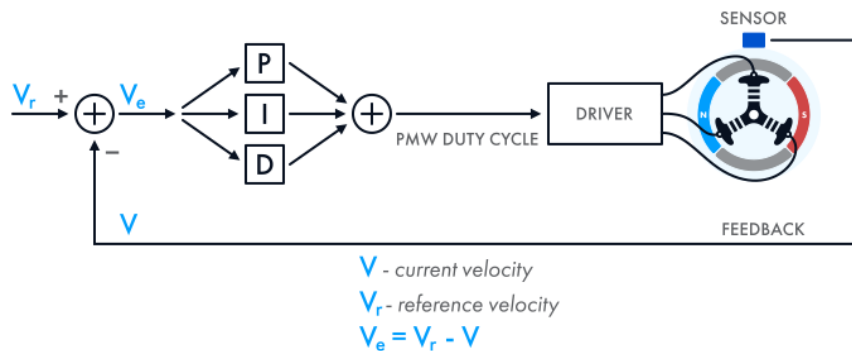 SENSOR
P
Vr + Ve
I
D
−
N S
DRIVER
PMW DUTY CYCLE
V
FEEDBACK
V - current velocity
Vr - reference velocity
Ve = Vr - V